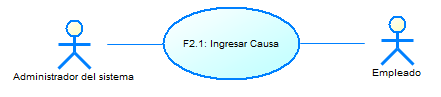 F2.1: Ingresar Causa
Administrador del sistema
Empleado